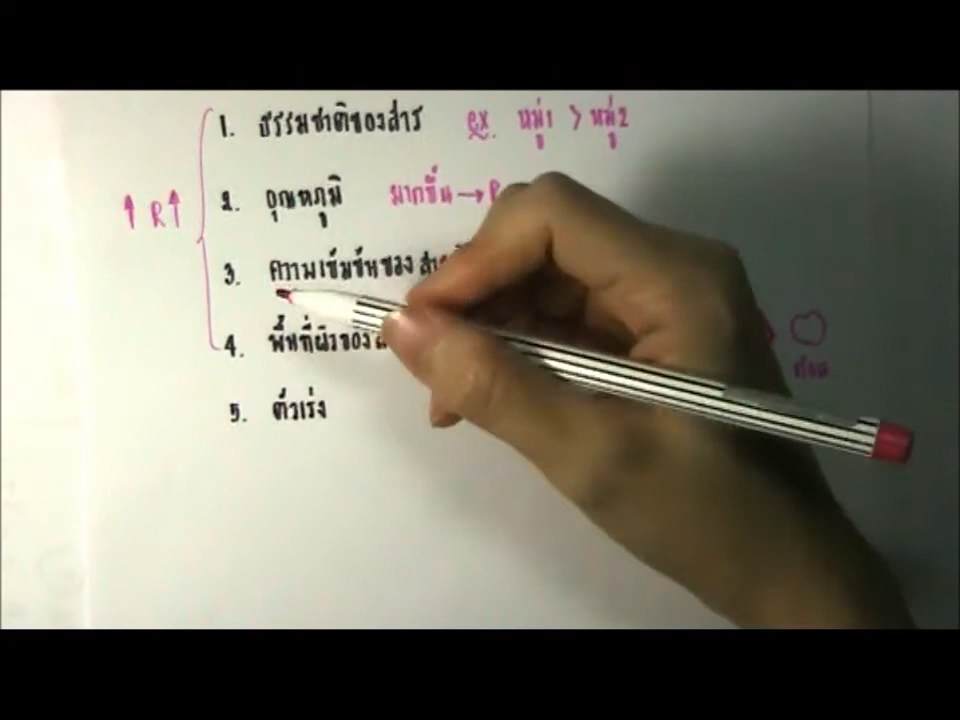 1. ธรรมชาติของสาร ex. หมู่1 > หมู่2
↑ R↑
2. อุณหภูมิ มากขึ้น → R
3. ความเข้มข้นของ
4. พื้นที่ผิวของ
ก้อน
5. ตัวเร่ง